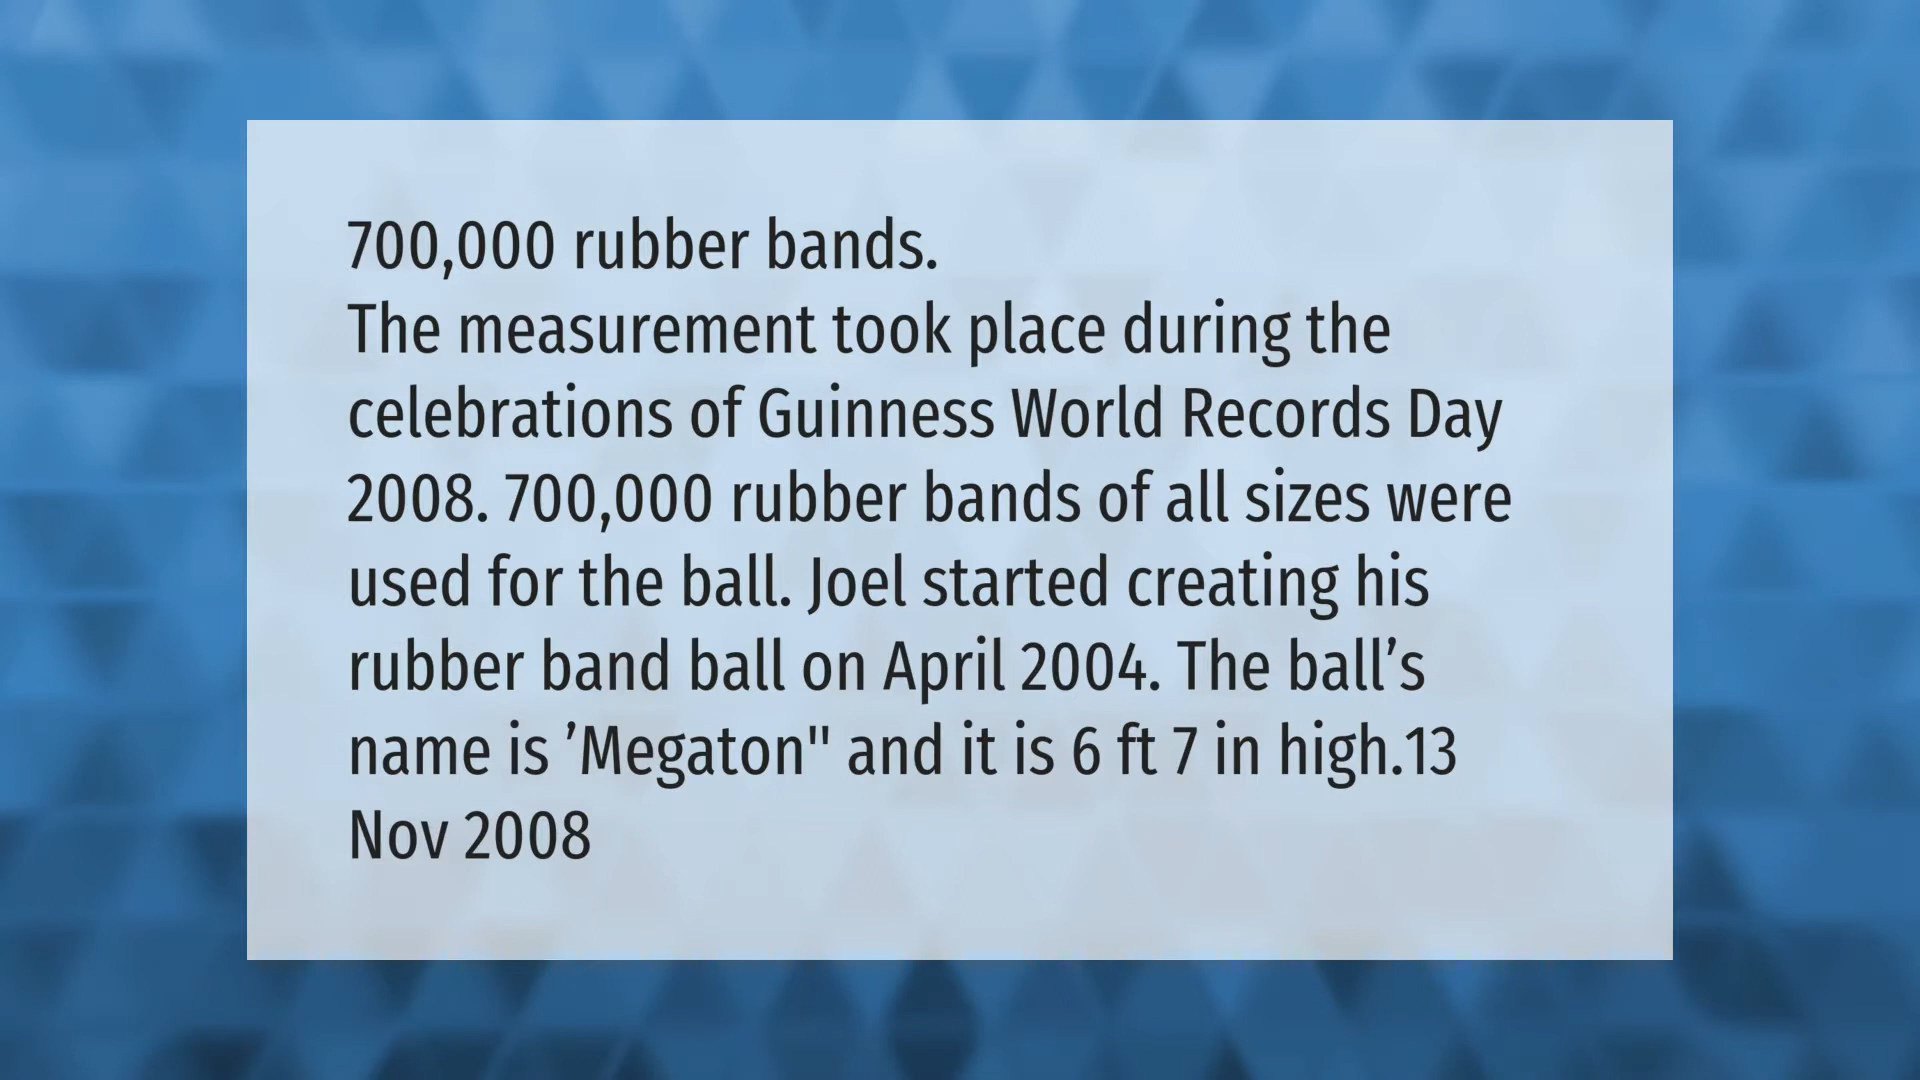 700,000 rubber bands.
The measurement took place during the
celebrations of Guinness World Records Day
2008. 700,000 rubber bands of all sizes were
used for the ball. Joel started creating his
rubber band ball on April 2004. The ball’s
name is ’Megaton" and it is 6 ft 7 in high.13
Nov 2008